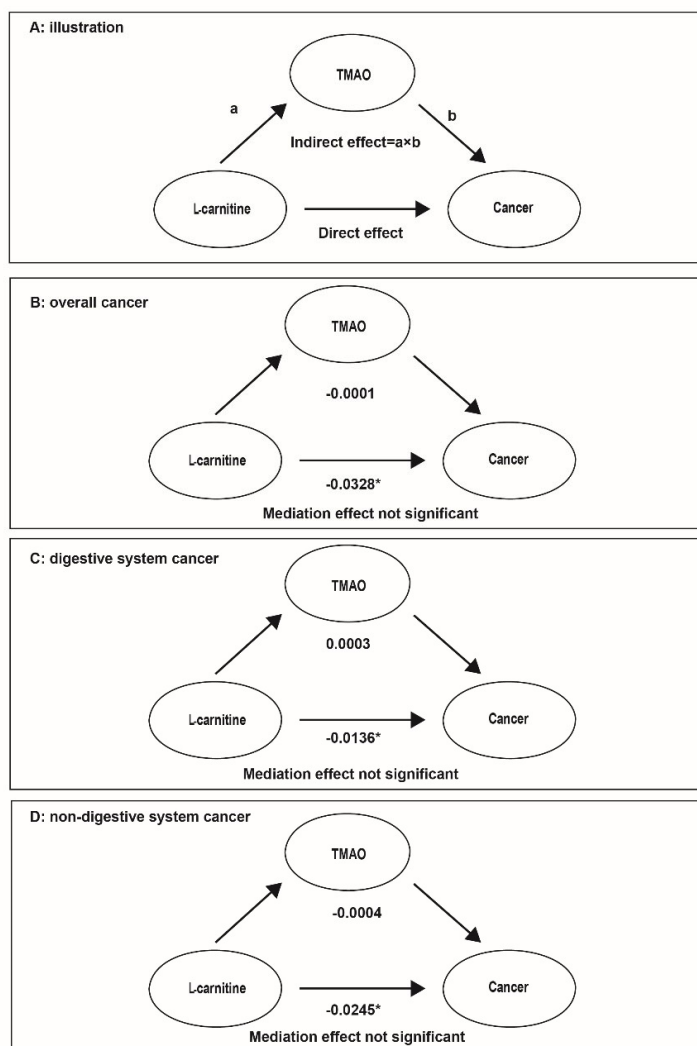 A: illustration
TMAO
a
b
Indirect effect=a×b
L-carnitine
Cancer
Direct effect
B: overall cancer
TMAO
-0.0001
L-carnitine
Cancer
-0.0328*
Mediation effect not significant
C: digestive system cancer
TMAO
0.0003
L-carnitine
Cancer
-0.0136*
Mediation effect not significant
D: non-digestive system cancer
TMAO
-0.0004
L-carnitine
Cancer
-0.0245*
Mediation effect not significant